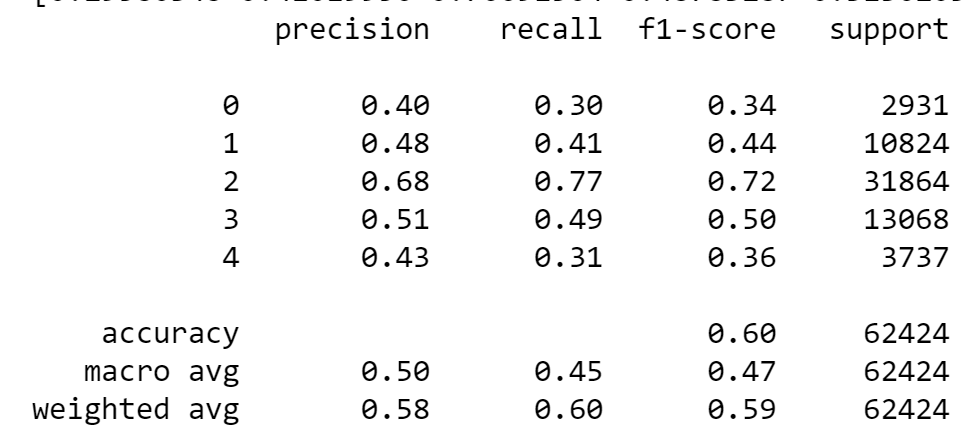 precision recall f1-score support
0 0.40 0.30 0.34 2931
1 0.48 0.41 0.44 10824
2 0.68 0.77 0.72 31864
3 0.51 0.49 0.50 13068
4 0.43 0.31 0.36 3737
accuracy 0.60 62424
macro avg 0.50 0.45 0.47 62424
weighted avg 0.58 0.60 0.59 62424